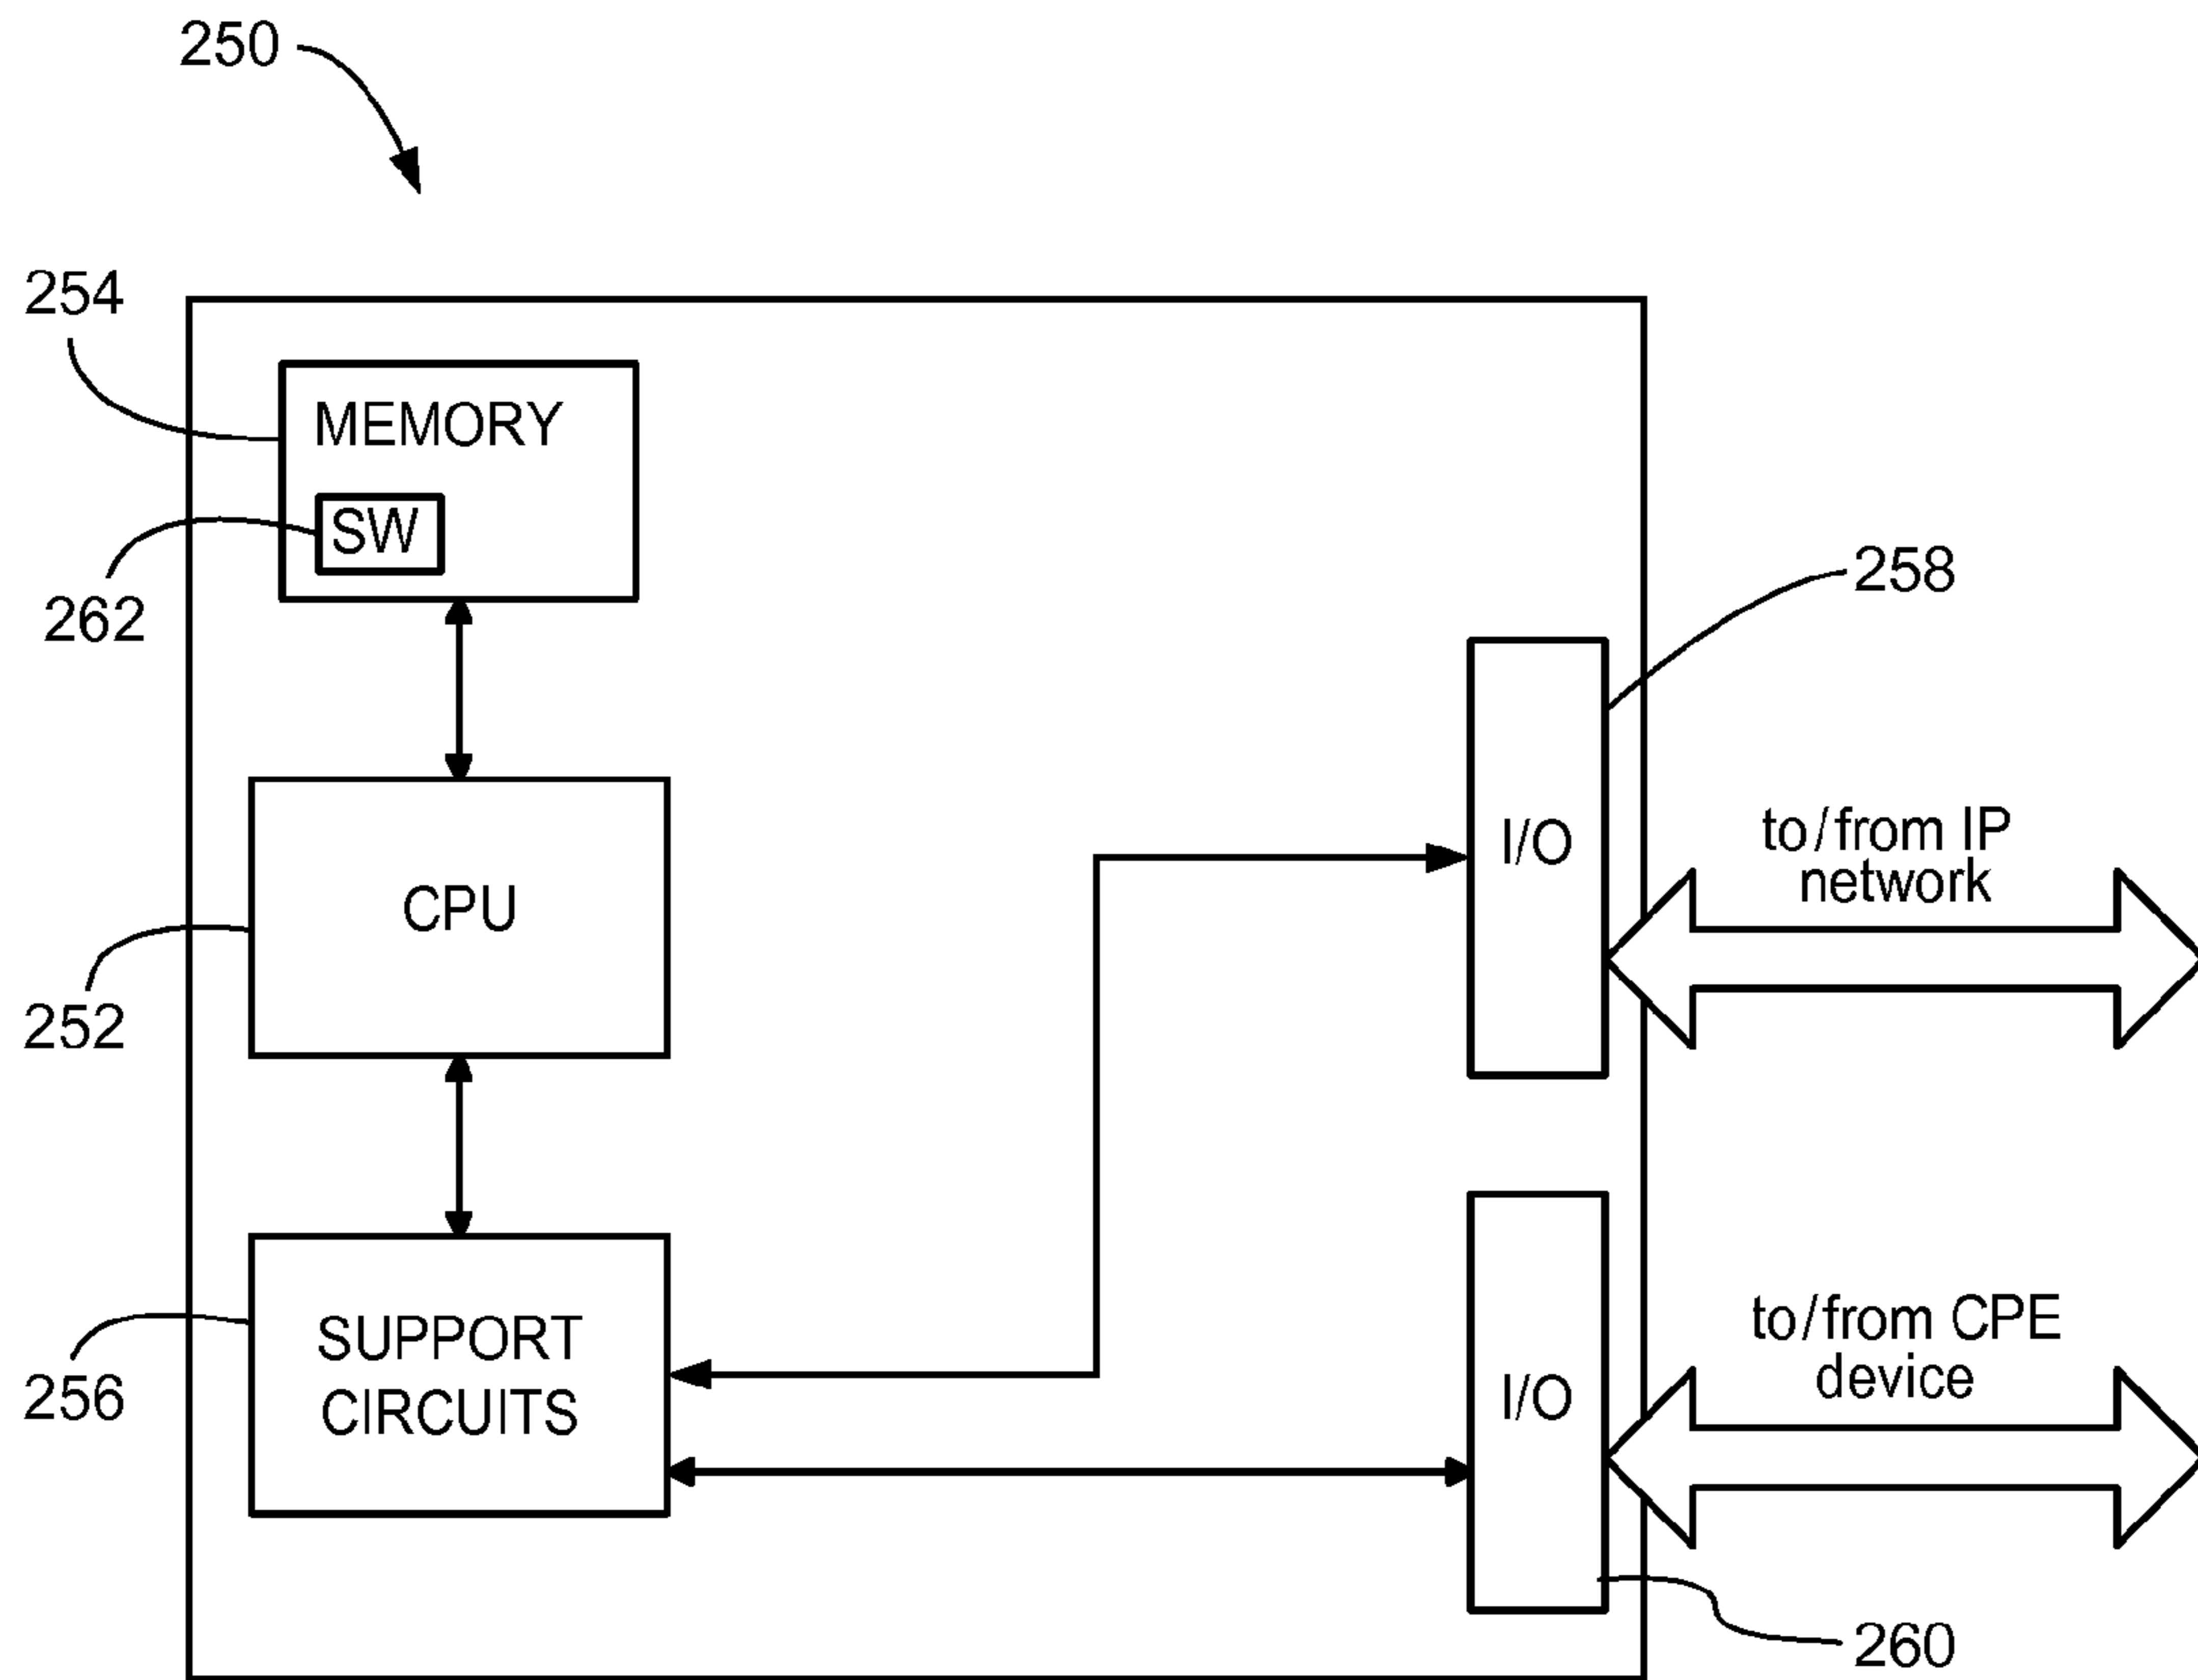 250
254
MEMORY
SW
262
258
to/from IP
network
I/O
CPU
252
to/from CPE
device
I/O
SUPPORT
CIRCUITS
256
260